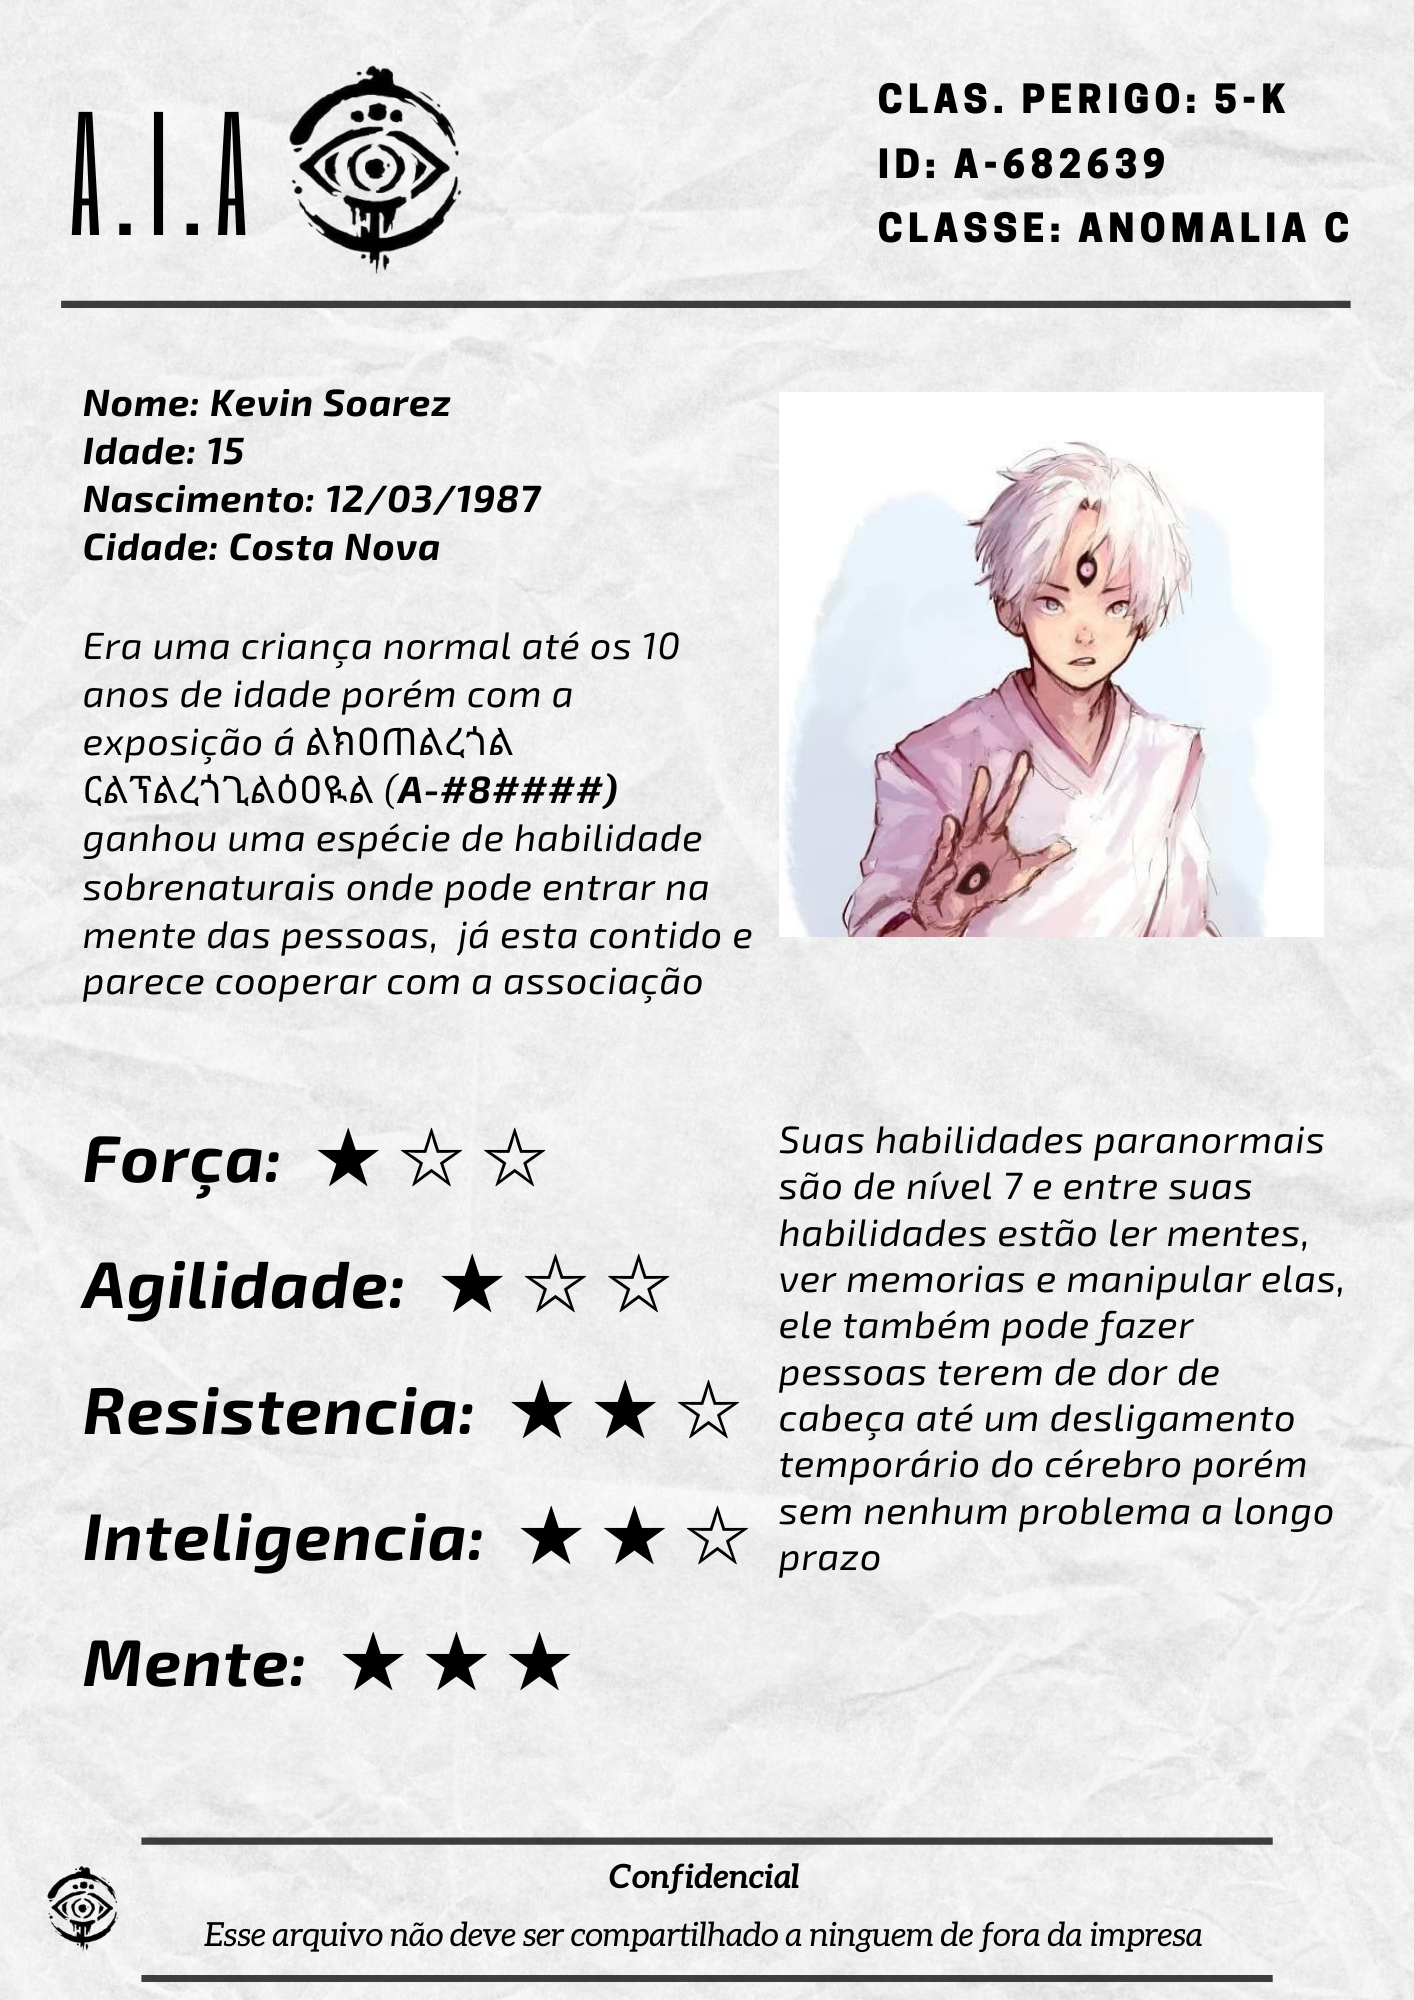 A.I.A
CLAS. PERIGO: 5-K
ID: A-682639
CLASSE: ANOMALIA C
Nome: Kevin Soarez
Idade: 15
Nascimento: 12/03/1987
Cidade: Costa Nova
Era uma criança normal até os 10
anos de idade porém com a
exposição á
(A-#8####)
ganhou uma espécie de habilidade
sobrenaturais onde pode entrar na
mente das pessoas, já esta contido e
parece cooperar com a associação
Força: ★ ☆ ☆
Agilidade: ★ ☆ ☆
Resistencia: ★ ★ ☆
Inteligencia: ★ ★ ☆
Mente: ★ ★ ★
Suas habilidades paranormais
são de nível 7 e entre suas
habilidades estão ler mentes,
ver memorias e manipular elas,
ele também pode fazer
pessoas terem de dor de
cabeça até um desligamento
temporário do cérebro porém
sem nenhum problema a longo
prazo
Confidencial
Esse arquivo não deve ser compartilhado a ninguem de fora da impresa